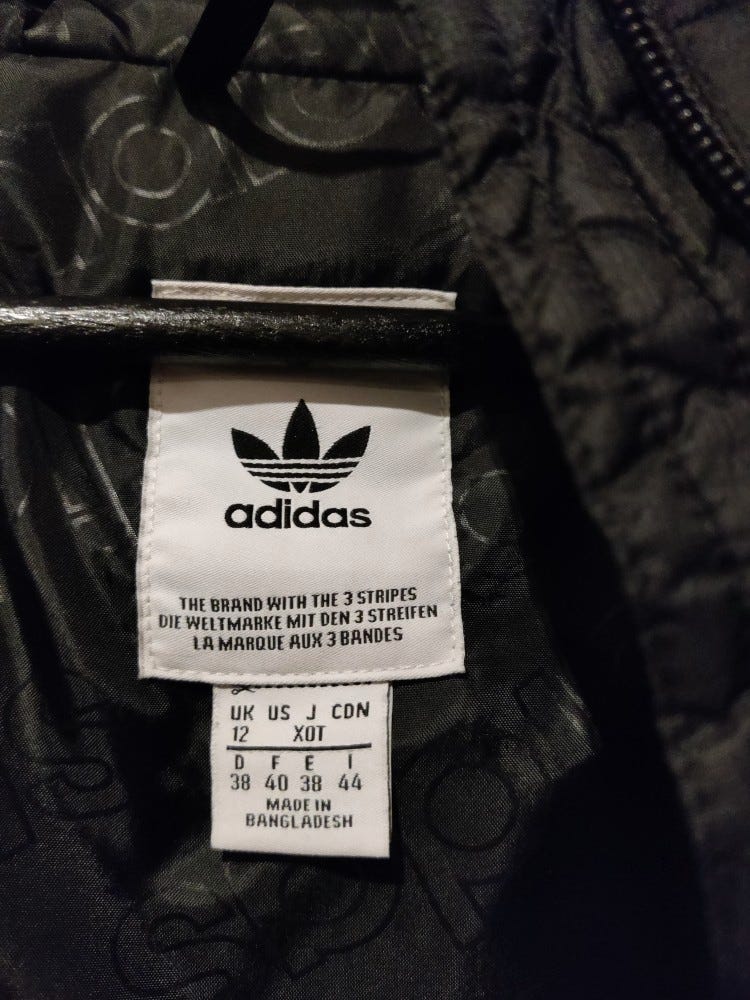 adidas
THE BRAND WITH THE 3 STRIPES
DIE WELTMARKE MIT DEN 3 STREIFEN
LA MARQUE AUX 3 BANDES
UK US J CDN
12 XOT
D F E I
38 40 38 44
MADE IN
BANGLADESH